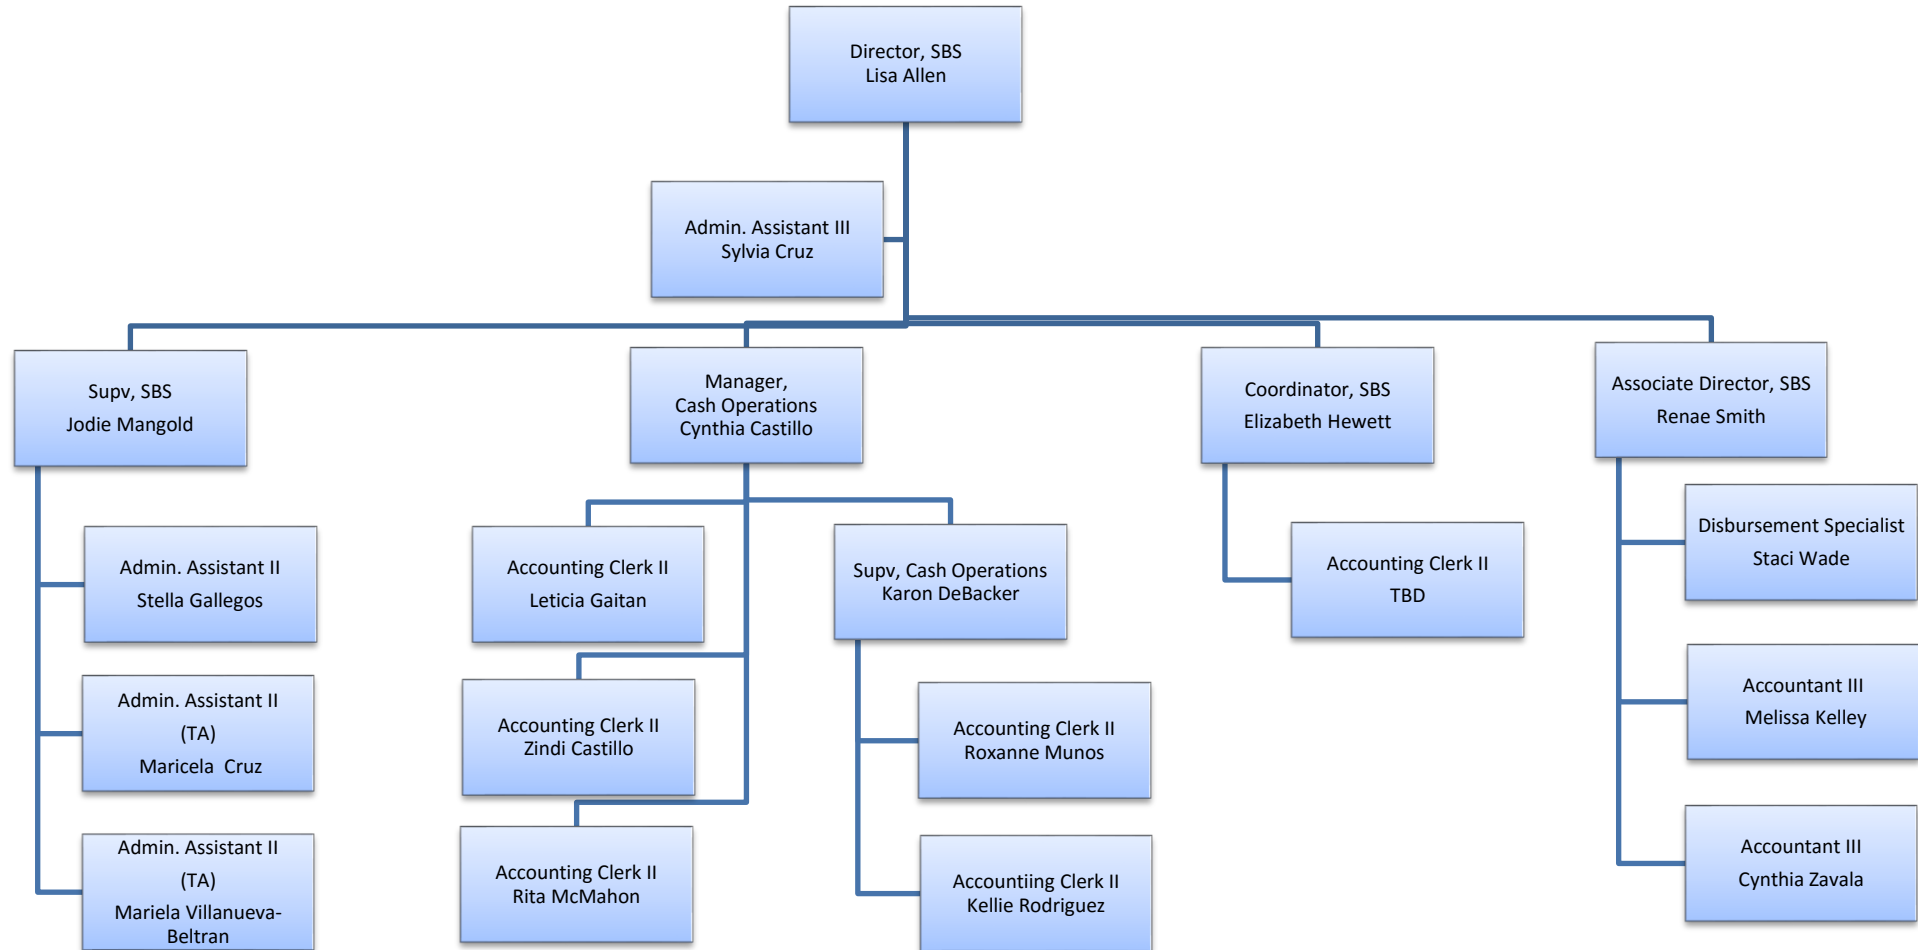 Director, SBS
Lisa Allen
Admin. Assistant III
Sylvia Cruz
Supv, SBS
Jodie Mangold
Manager,
Cash Operations
Cynthia Castillo
Coordinator, SBS
Elizabeth Hewett
Associate Director, SBS
Renae Smith
Admin. Assistant II
Stella Gallegos
Admin. Assistant II
(TA)
Maricela  Cruz
Admin. Assistant II
(TA)
Mariela Villanueva-
Beltran
Accounting Clerk II
Leticia Gaitan
Accounting Clerk II
Zindi Castillo
Accounting Clerk II
Rita McMahon
Supv, Cash Operations
Karon DeBacker
Accounting Clerk II
Roxanne Munos
Accountiing Clerk II
Kellie Rodriguez
Accounting Clerk II
TBD
Disbursement Specialist
Staci Wade
Accountant III
Melissa Kelley
Accountant III
Cynthia Zavala